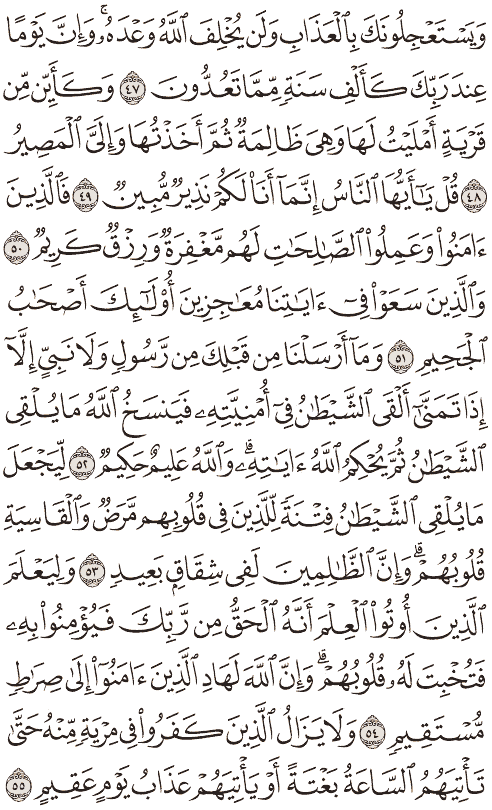 وَيَسْتَعْجِلُونَكَ بِالْعَذَابِ وَلَن يُخْلِفَ اللَّهُ وَعْدَهُۥ ۚ وَإِنَّ يَوْمًا
عِندَ رَبِّكَ كَأَلْفِ سَنَةٍ مِّمَّا تَعُدُّونَ ٤٧ وَكَأَيِّن مِّن
قَرْيَةٍ أَمْلَيْتُ لَهَا وَهِىَ ظَالِمَةٌ ثُمَّ أَخَذْتُهَا وَإِلَىَّ الْمَصِيرُ
٤٨ قُلْ يَٰٓأَيُّهَا النَّاسُ إِنَّمَآ أَنَا۠ لَكُمْ نَذِيرٌ مُّبِينٌ ٤٩ فَالَّذِينَ
ءَامَنُوا۟ وَعَمِلُوا۟ الصَّٰلِحَٰتِ لَهُم مَّغْفِرَةٌ وَرِزْقٌ كَرِيمٌ ٥٠
وَالَّذِينَ سَعَوْا۟ فِىٓ ءَايَٰتِنَا مُعَٰجِزِينَ أُو۟لَٰٓئِكَ أَصْحَٰبُ
الْجَحِيمِ ٥١ وَمَآ أَرْسَلْنَا مِن قَبْلِكَ مِن رَّسُولٍ وَلَا نَبِىٍّ إِلَّآ
إِذَا تَمَنَّىٰٓ أَلْقَى الشَّيْطَٰنُ فِىٓ أُمْنِيَّتِهِۦ فَيَنسَخُ اللَّهُ مَا يُلْقِى
الشَّيْطَٰنُ ثُمَّ يُحْكِمُ اللَّهُ ءَايَٰتِهِۦ ۗ وَاللَّهُ عَلِيمٌ حَكِيمٌ ٥٢ لِّيَجْعَلَ
مَا يُلْقِى الشَّيْطَٰنُ فِتْنَةً لِّلَّذِينَ فِى قُلُوبِهِم مَّرَضٌ وَالْقَاسِيَةِ
قُلُوبُهُمْ ۗ وَإِنَّ الظَّٰلِمِينَ لَفِى شِقَاقٍۭ بَعِيدٍ ٥٣ وَلِيَعْلَمَ
الَّذِينَ أُوتُوا۟ الْعِلْمَ أَنَّهُ الْحَقُّ مِن رَّبِّكَ فَيُؤْمِنُوا۟ بِهِۦ
فَتُخْبِتَ لَهُۥ قُلُوبُهُمْ ۗ وَإِنَّ اللَّهَ لَهَادِ الَّذِينَ ءَامَنُوٓا۟ إِلَىٰ صِرَٰطٍ
مُّسْتَقِيمٍ ٥٤ وَلَا يَزَالُ الَّذِينَ كَفَرُوا۟ فِى مِرْيَةٍ مِّنْهُ حَتَّىٰ
تَأْتِيَهُمُ السَّاعَةُ بَغْتَةً أَوْ يَأْتِيَهُمْ عَذَابُ يَوْمٍ عَقِيمٍ ٥٥